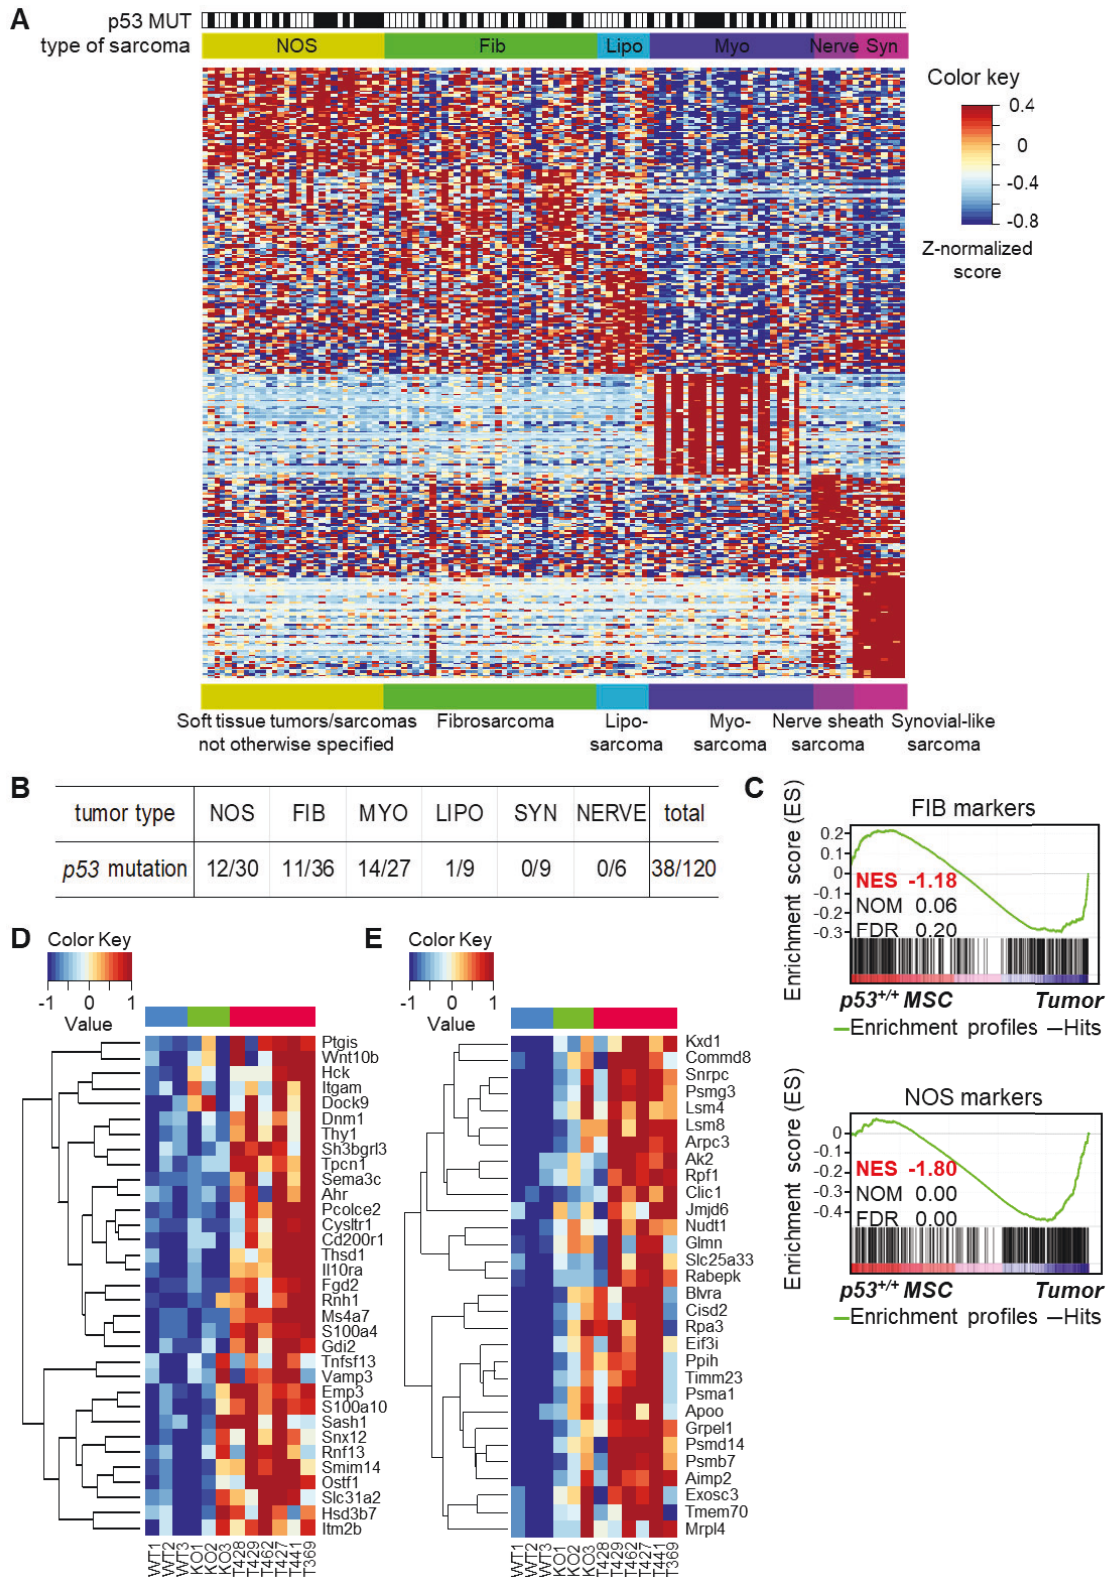 A
p53 MUT
type of sarcoma
NOS Fib Lipo Myo Nerve Syn
Color key
0.4
0
-0.4
-0.8
Z-normalized
score
Soft tissue tumors/sarcomas
not otherwise specified
Fibrosarcoma
Lipo-
sarcoma
Myo-
sarcoma
Nerve sheath
sarcoma
Synovial-like
sarcoma
B
tumor type NOS FIB MYO LIPO SYN NERVE total
p53 mutation 12/30 11/36 14/27 1/9 0/9 0/6 38/120
C
FIB markers
Enrichment score (ES)
0.2
0.1
0
-0.1
-0.2
-0.3
NES -1.18
NOM 0.06
FDR 0.20
p53+/+ MSC Tumor
Enrichment profiles Hits
NOS markers
Enrichment score (ES)
0
-0.1
-0.2
-0.3
-0.4
NES -1.80
NOM 0.00
FDR 0.00
p53+/+ MSC Tumor
Enrichment profiles Hits
D
Color Key
-1 0 1
Value
Ptgis
Wnt10b
Hck
Itgam
Dock9
Dnm1
Thy1
Sh3bgrl3
Tpcn1
Sema3c
Ahr
Pcolce2
Cysltr1
Cd200r1
Thsd1
Il10ra
Fgd2
Rnh1
Ms4a7
S100a4
Gdi2
Tnfsf13
Vamp3
Emp3
S100a10
Sash1
Snx12
Rnf13
Smim14
Ostf1
Slc31a2
Hsd3b7
Itm2b
WT1 WT2 WT3 KO1 KO2 KO3 T428 T429 T462 T427 T441 T369
E
Color Key
-1 0 1
Value
Kxd1
Commd8
Snrpc
Psmg3
Lsm4
Lsm8
Arpc3
Ak2
Rpf1
Clic1
Jmjd6
Nudt1
Glmn
Slc25a33
Rabepk
Blvra
Cisd2
Rpa3
Eif3i
Ppih
Timm23
Psma1
Apoo
Grpel1
Psmd14
Psmb7
Aimp2
Exosc3
Tmem70
Mrpl4
WT1 WT2 WT3 KO1 KO2 KO3 T428 T429 T462 T427 T441 T369